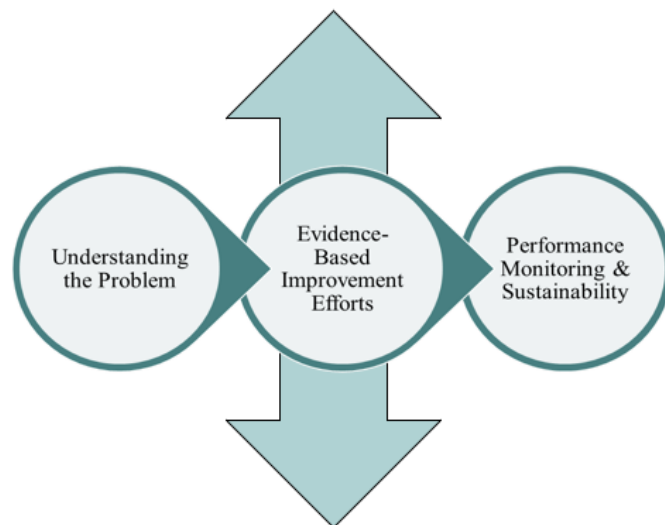 Understanding
the Problem
Evidence-
Based
Improvement
Efforts
Performance
Monitoring &
Sustainability